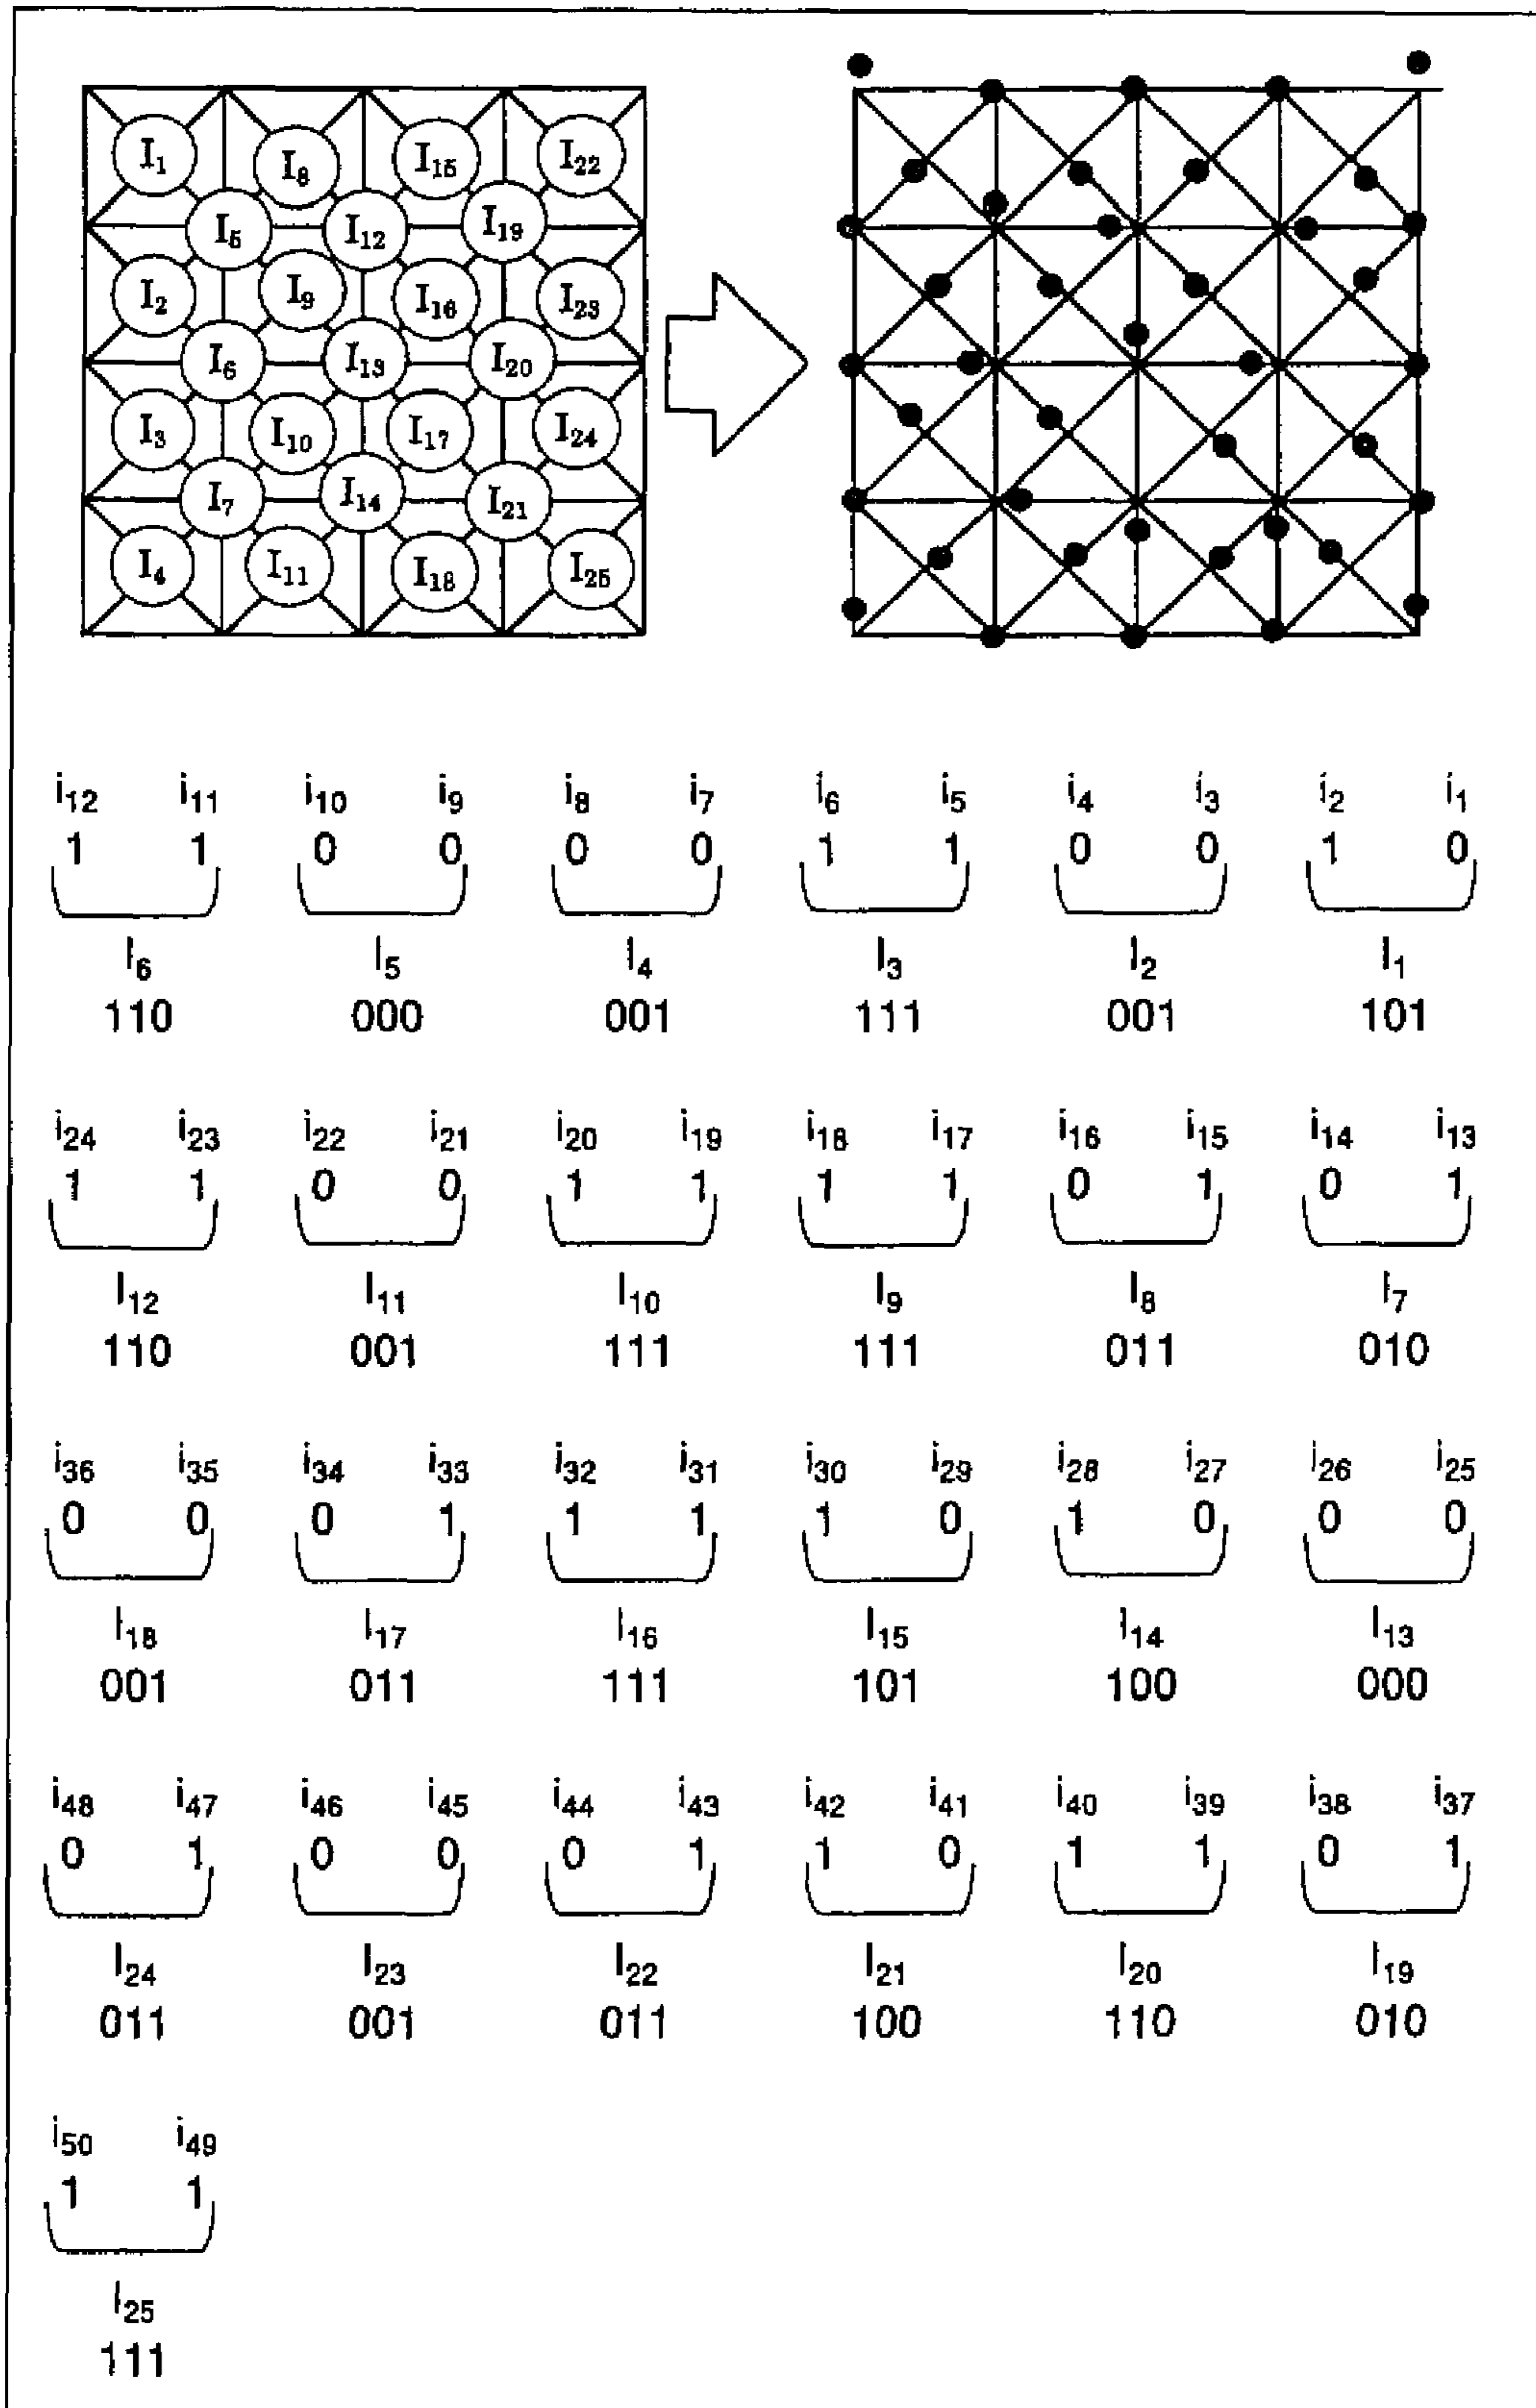 I₁ I₈ I₁₅ I₂₂
I₅ I₁₂ I₁₉
I₂ I₉ I₁₆ I₂₃
I₆ I₁₃ I₂₀
I₃ I₁₀ I₁₇ I₂₄
I₇ I₁₄ I₂₁
I₄ I₁₁ I₁₈ I₂₅
i₁₂ i₁₁ i₁₀ i₉ i₈ i₇ i₆ i₅ i₄ i₃ i₂ i₁
1 1 0 0 0 0 1 1 0 0 1 0
I₆ I₅ I₄ I₃ I₂ I₁
110 000 001 111 001 101
i₂₄ i₂₃ i₂₂ i₂₁ i₂₀ i₁₉ i₁₈ i₁₇ i₁₆ i₁₅ i₁₄ i₁₃
1 1 0 0 1 1 1 1 0 1 0 1
I₁₂ I₁₁ I₁₀ I₉ I₈ I₇
110 001 111 111 011 010
i₃₆ i₃₅ i₃₄ i₃₃ i₃₂ i₃₁ i₃₀ i₂₉ i₂₈ i₂₇ i₂₆ i₂₅
0 0 0 1 1 1 1 0 1 0 0 0
I₁₈ I₁₇ I₁₆ I₁₅ I₁₄ I₁₃
001 011 111 101 100 000
i₄₈ i₄₇ i₄₆ i₄₅ i₄₄ i₄₃ i₄₂ i₄₁ i₄₀ i₃₉ i₃₈ i₃₇
0 1 0 0 0 1 1 0 1 1 0 1
I₂₄ I₂₃ I₂₂ I₂₁ I₂₀ I₁₉
011 001 011 100 110 010
i₅₀ i₄₉
1 1
I₂₅
111